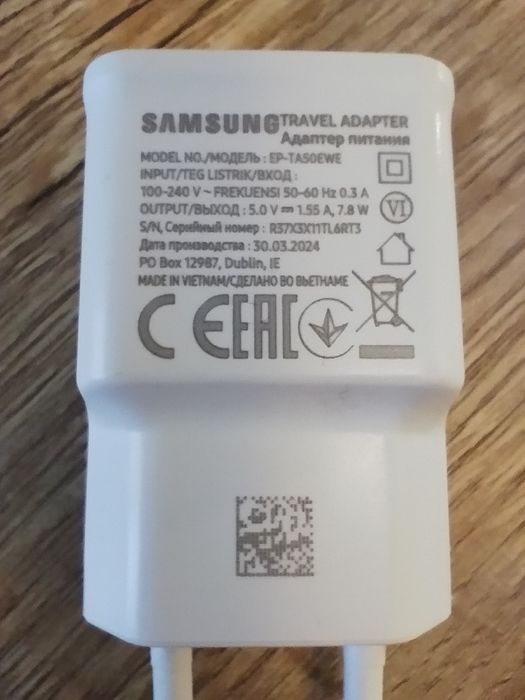 SAMSUNG TRAVEL ADAPTER
Адаптер питания
MODEL NO./МОДЕЛЬ : EP-TA50EWE
INPUT/TEG LISTRIK/ВХОД :
100-240 V ~ FREKUENSI 50-60 Hz 0.3 A
OUTPUT/ВЫХОД : 5.0 V ⎓ 1.55 A, 7.8 W
VI
S/N, Серийный номер : R37X3X11TL6RT3
Дата производства : 30.03.2024
PO Box 12987, Dublin, IE
MADE IN VIETNAM/СДЕЛАНО ВО ВЬЕТНАМЕ
CE EAC